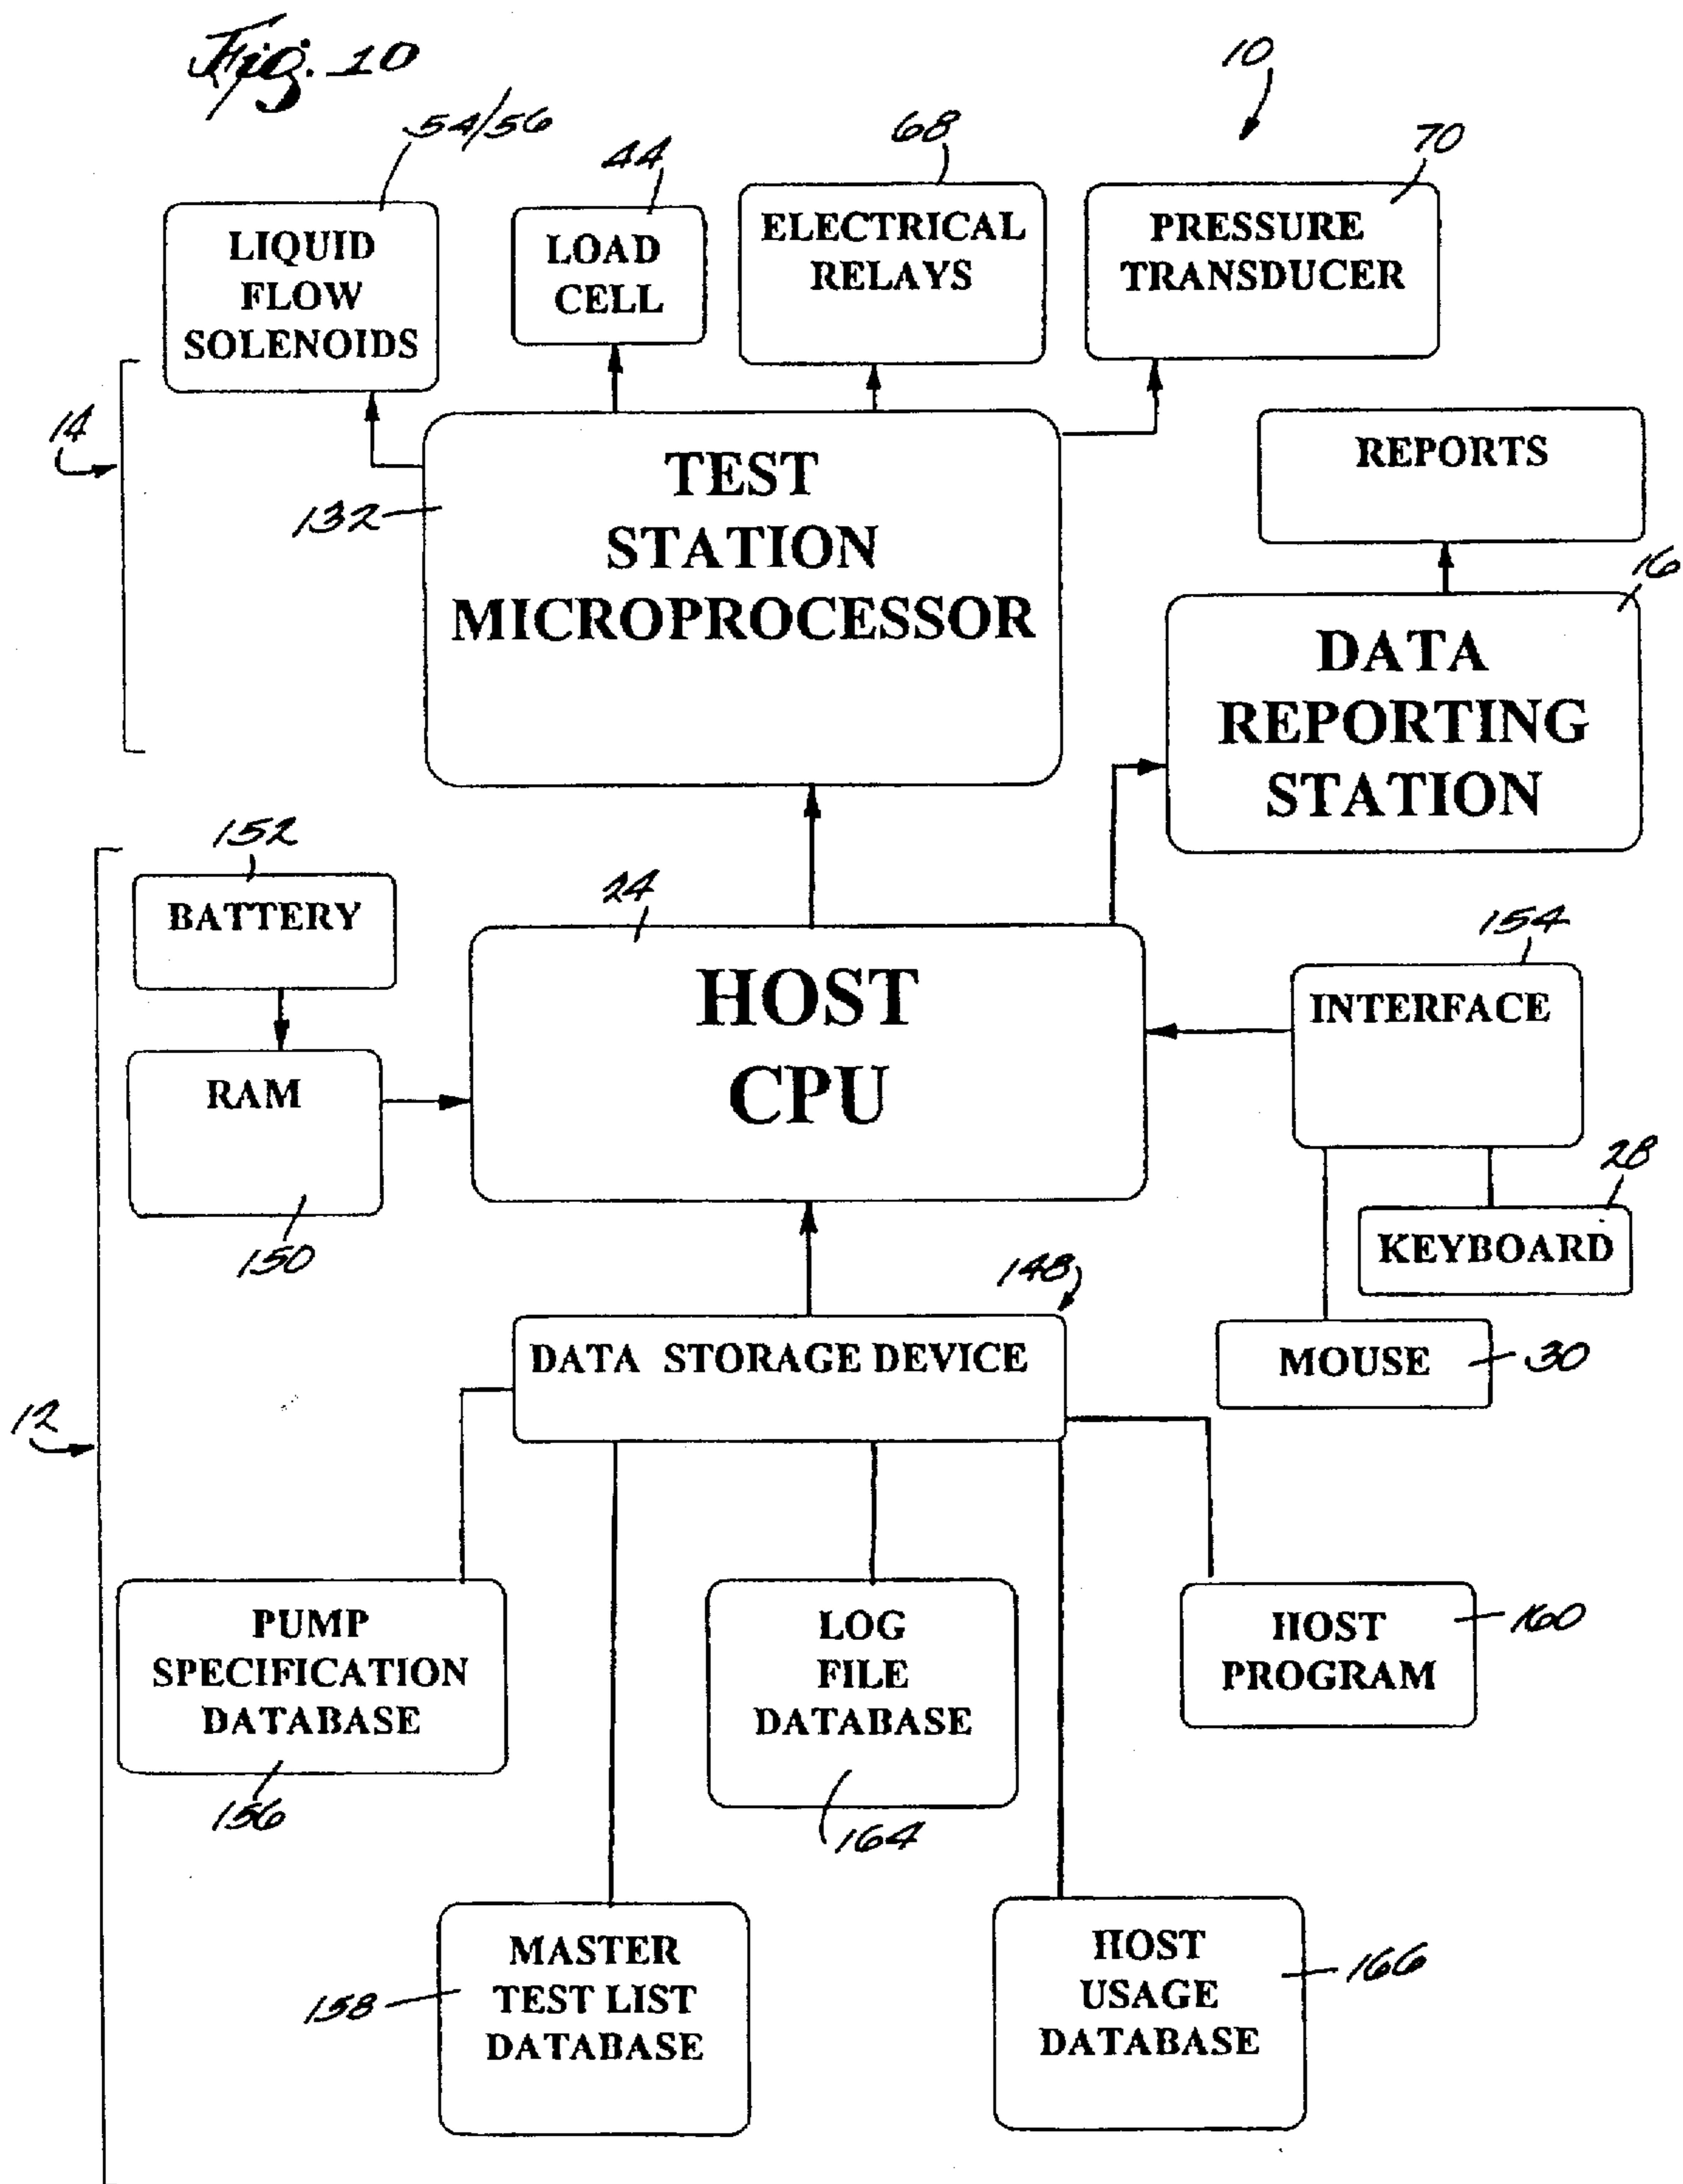 Fig. 10
10
54/56
44
68
70
LIQUID
FLOW
SOLENOIDS
LOAD
CELL
ELECTRICAL
RELAYS
PRESSURE
TRANSDUCER
14
132
TEST
STATION
MICROPROCESSOR
REPORTS
16
DATA
REPORTING
STATION
152
BATTERY
24
HOST
CPU
154
INTERFACE
RAM
150
28
KEYBOARD
148
DATA STORAGE DEVICE
MOUSE
30
12
PUMP
SPECIFICATION
DATABASE
156
LOG
FILE
DATABASE
164
HOST
PROGRAM
160
MASTER
TEST LIST
DATABASE
158
HOST
USAGE
DATABASE
166